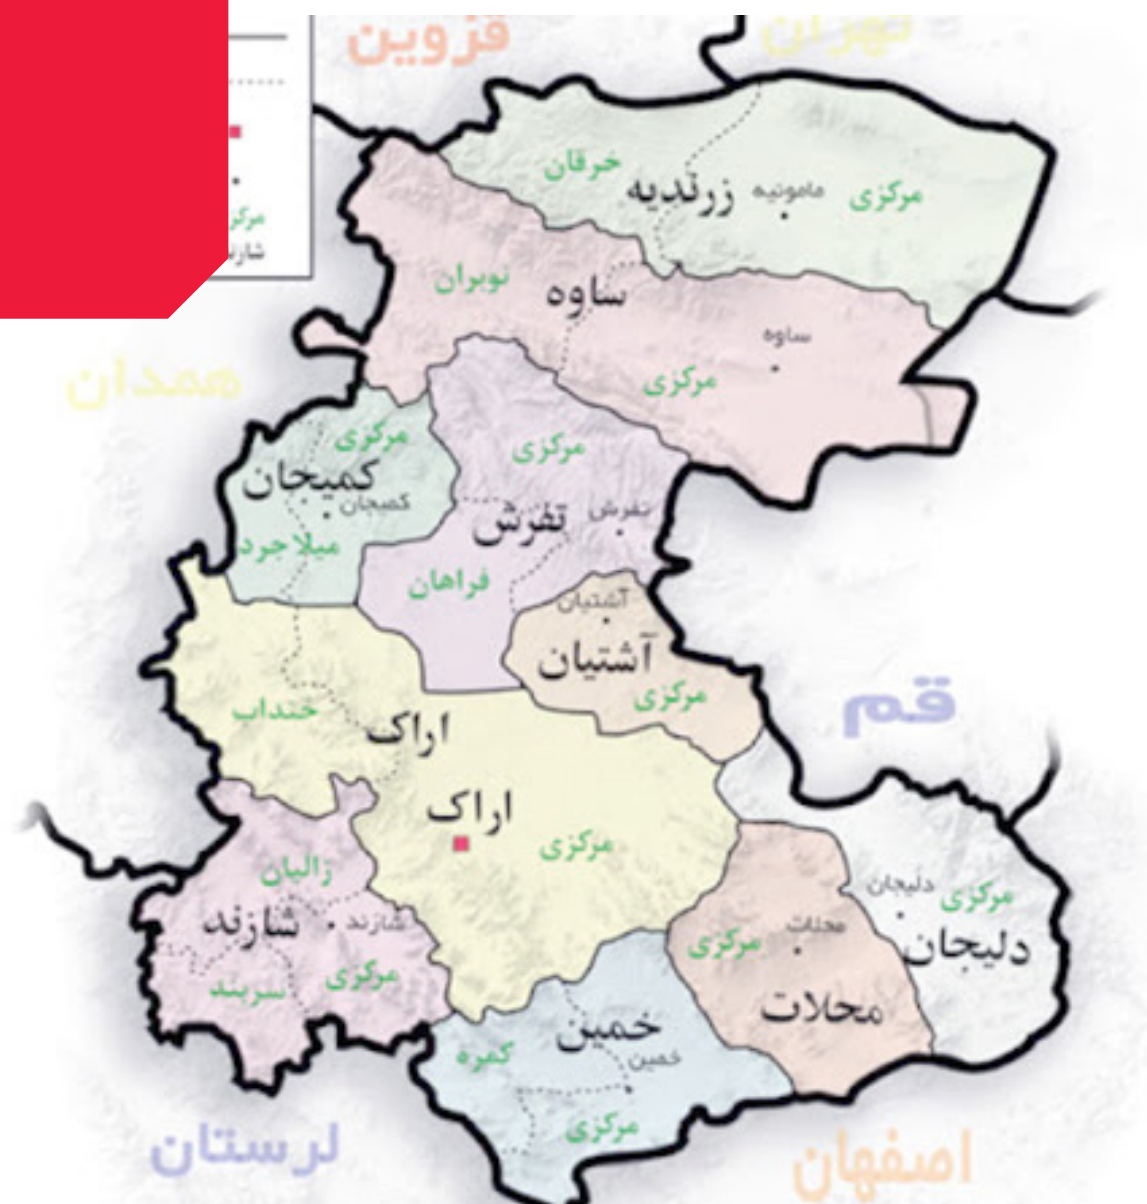 قزوین
تهران
مرکز
شازند
خرقان
زرندیه
مامونیه
مرکزی
نوبران
ساوه
ساوه
مرکزی
همدان
مرکزی
کمیجان
کمیجان
میلاجرد
مرکزی
تفرش
تفرش
فراهان
آشتیان
آشتیان
مرکزی
قم
خنداب
اراک
اراک
مرکزی
زالیان
شازند
شازند
سربند
مرکزی
دلیجان
مرکزی
دلیجان
محلات
مرکزی
محلات
خمین
خمین
کمره
مرکزی
لرستان
اصفهان